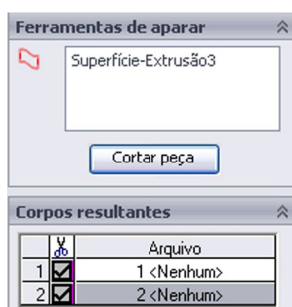 Ferramentas de aparar
Superfície-Extrusão3
Cortar peça
Corpos resultantes
Arquivo
1 1 <Nenhum>
2 2 <Nenhum>